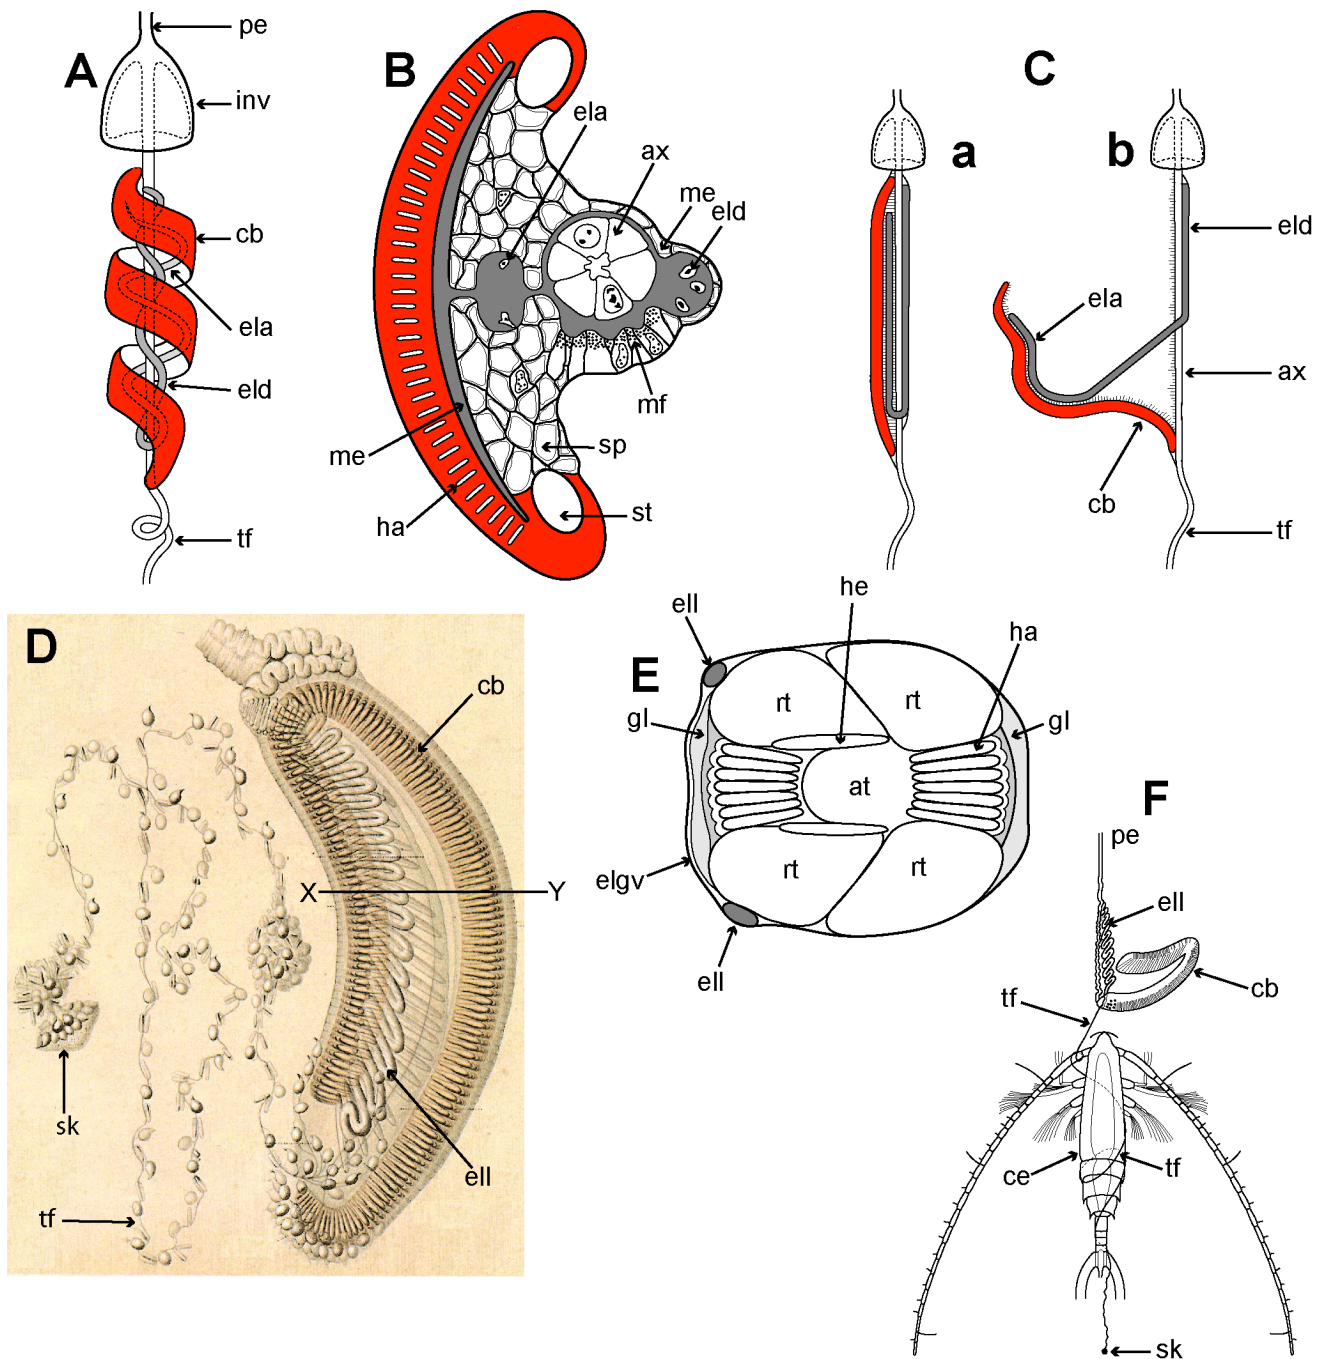 A
pe
inv
cb
ela
eld
tf
B
ela
ax
me
eld
mf
sp
me
ha
st
C
a
b
eld
ela
ax
cb
tf
D
cb
X
Y
sk
ell
tf
E
ell
he
ha
gl
rt
rt
gl
at
elgv
rt
rt
ell
F
pe
ell
cb
tf
ce
tf
sk